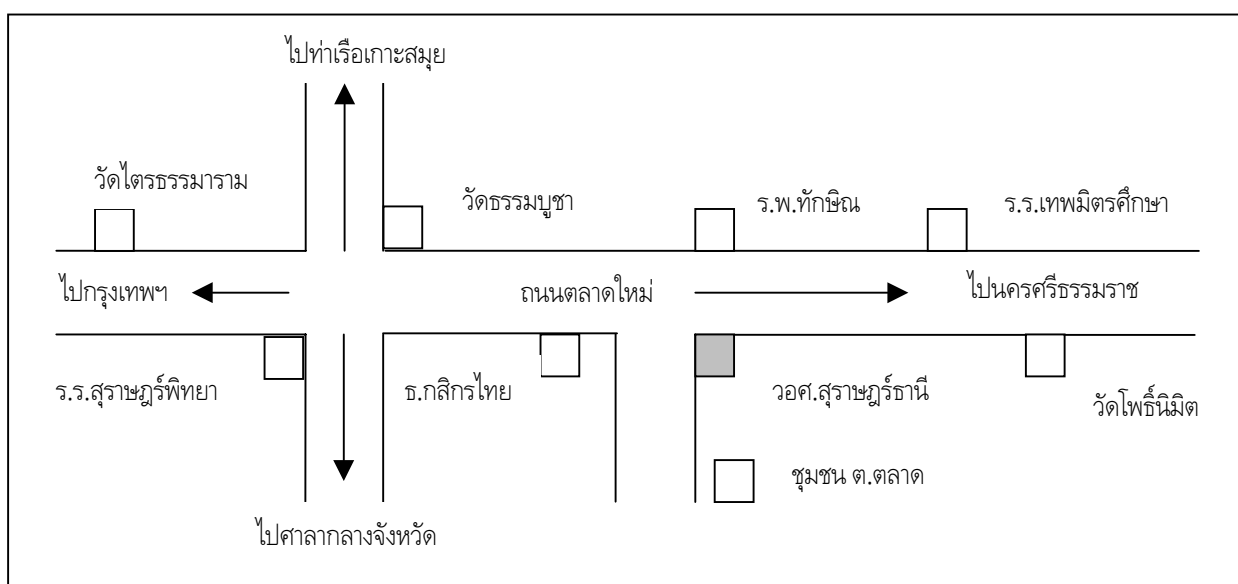 ไปท่าเรือเกาะสมุย
วัดไตรธรรมาราม
วัดธรรมบูชา
ร.พ.ทักษิณ
ร.ร.เทพมิตรศึกษา
ไปกรุงเทพฯ
ถนนตลาดใหม่
ไปนครศรีธรรมราช
ร.ร.สุราษฎร์พิทยา
ธ.กสิกรไทย
วอศ.สุราษฎร์ธานี
วัดโพธิ์นิมิต
ชุมชน ต.ตลาด
ไปศาลากลางจังหวัด